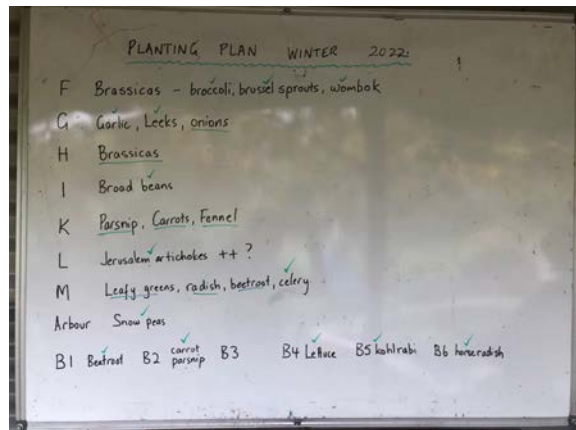 PLANTING PLAN WINTER 2022:
F Brassicas - broccoli, brussel sprouts, wombok
G Garlic, Leeks, onions
H Brassicas
I Broad beans
K Parsnip, Carrots, Fennel
L Jerusalem artichokes ++ ?
M Leafy greens, radish, beetroot, celery
Arbour Snow peas
B1 Beetroot B2 carrot parsnip B3 B4 Lettuce B5 kohlrabi B6 horseradish